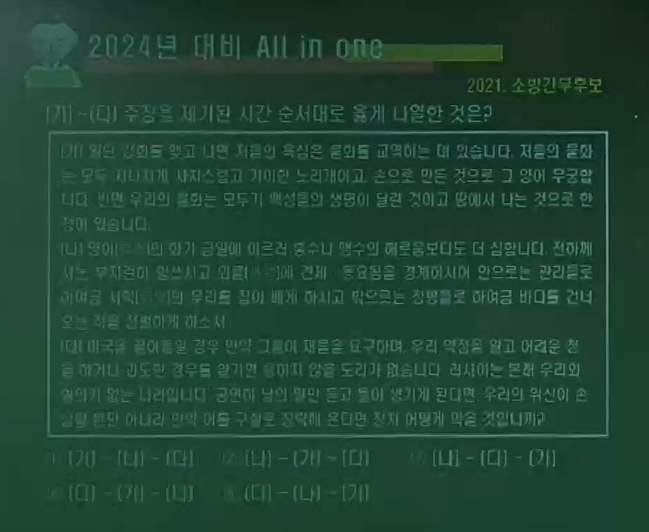 2024년 대비 All in one
2021. 소방간부후보
(가)~(다) 주장을 제기된 시간 순서대로 옳게 나열한 것은?
(가) 일단 강화를 맺고 나면 저들의 욕심은 물화를 교역하는 데 있습니다. 저들의 물화
는 모두 지나치게 사치스럽고 기이한 노리개이고, 손으로 만든 것으로 그 양이 무궁합
니다. 반면 우리의 물화는 모두가 백성들의 생명이 달린 것이고 땅에서 나는 것으로 한
정이 있습니다.
(나) 양이의 화가 금일에 이르러 홍수나 맹수의 해로움보다도 더 심합니다. 전하께
서는 부지런히 힘쓰시고 외물에 견제 동요됨을 경계하시어 안으로는 관리들로
하여금 사학의 무리를 잡아 베게 하시고 밖으로는 장병들로 하여금 바다를 건너
오는 적을 정벌하게 하소서
(다) 미국을 끌어들일 경우 만약 그들이 재물을 요구하며, 우리 약점을 알고 어려운 청
을 하거나 과도한 경우를 맡기면 응하지 않을 도리가 없습니다. 러시아는 본래 우리와
혐의가 없는 나라입니다. 공연히 남의 말만 듣고 틈이 생기게 된다면, 우리의 위신이 손
상될 뿐만 아니라 만약 이를 구실로 침략해 온다면 장차 어떻게 막을 것입니까?
① (가) - (나) - (다) ② (나) - (가) - (다) ③ (나) - (다) - (가)
④ (다) - (가) - (나) ⑤ (다) - (나) - (가)